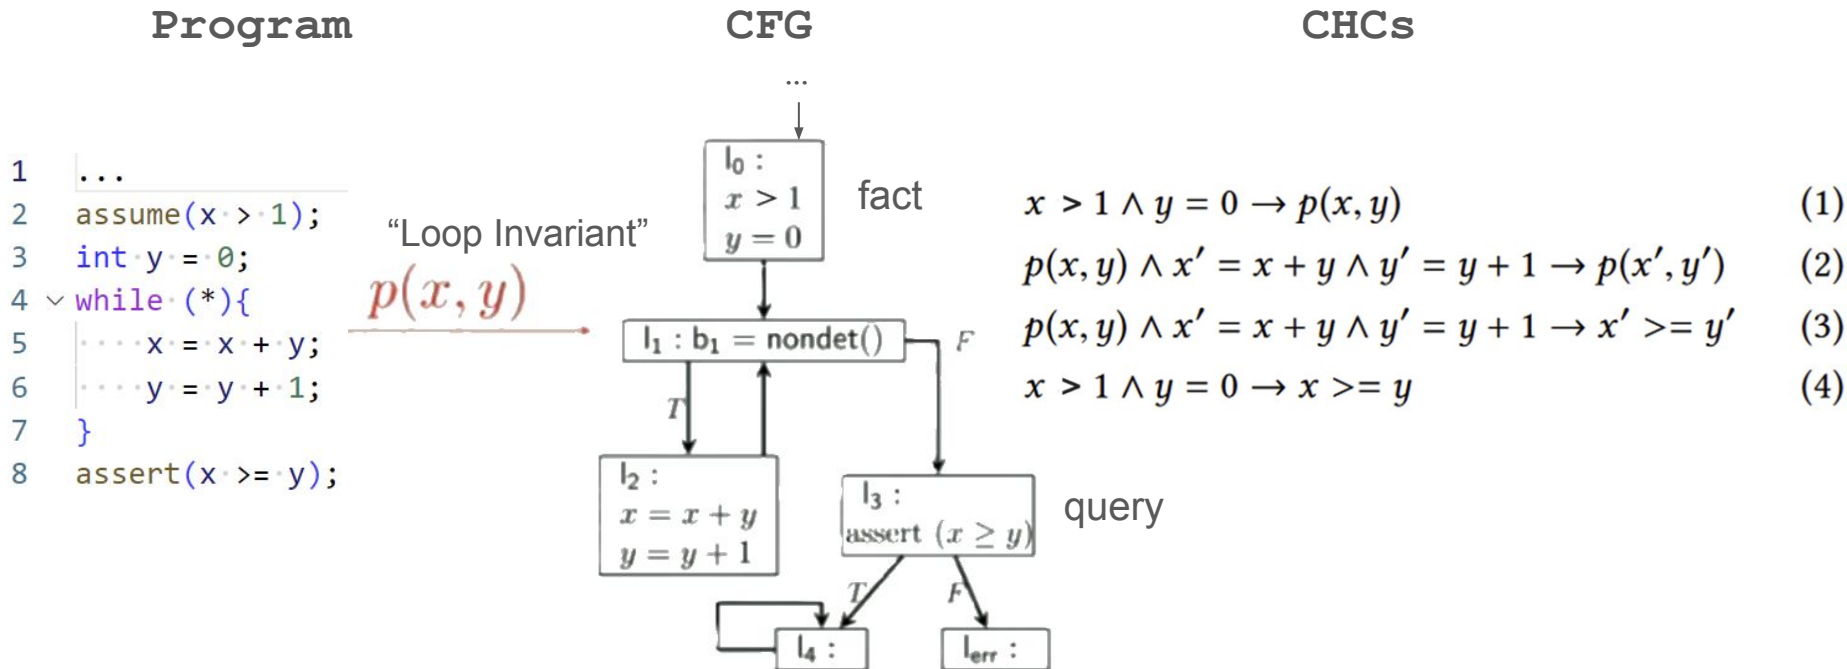 Program
1 ...
2 assume(x > 1);
3 int y = 0;
4 while (*){
5 x = x + y;
6 y = y + 1;
7 }
8 assert(x >= y);
“Loop Invariant”
p(x, y)
CFG
...
l₀ :
x > 1
y = 0
fact
l₁ : b₁ = nondet()
F
T
l₂ :
x = x + y
y = y + 1
l₃ :
assert (x ≥ y)
query
T
F
l₄ :
lₑᵣᵣ :
CHCs
x > 1 ∧ y = 0 → p(x, y) (1)
p(x, y) ∧ x′ = x + y ∧ y′ = y + 1 → p(x′, y′) (2)
p(x, y) ∧ x′ = x + y ∧ y′ = y + 1 → x′ >= y′ (3)
x > 1 ∧ y = 0 → x >= y (4)